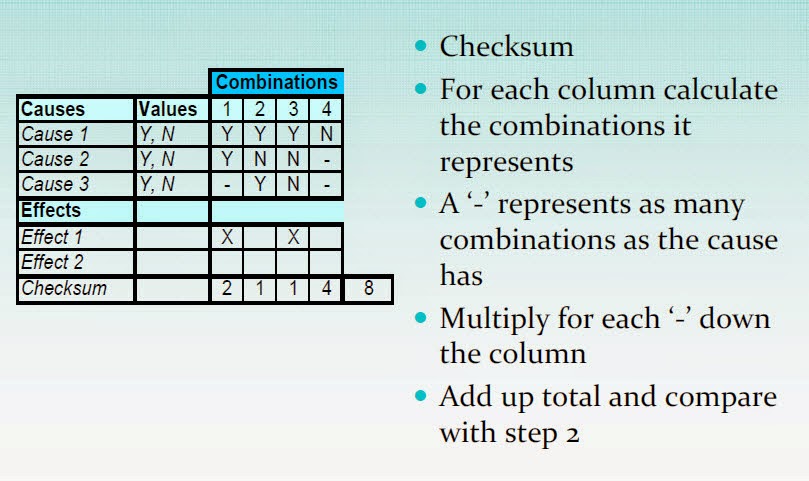 Combinations
Causes Values 1 2 3 4
Cause 1 Y, N Y Y Y N
Cause 2 Y, N Y N N -
Cause 3 Y, N - Y N -
Effects
Effect 1 X X
Effect 2
Checksum 2 1 1 4 8
• Checksum
• For each column calculate
the combinations it
represents
• A ‘-’ represents as many
combinations as the cause
has
• Multiply for each ‘-’ down
the column
• Add up total and compare
with step 2